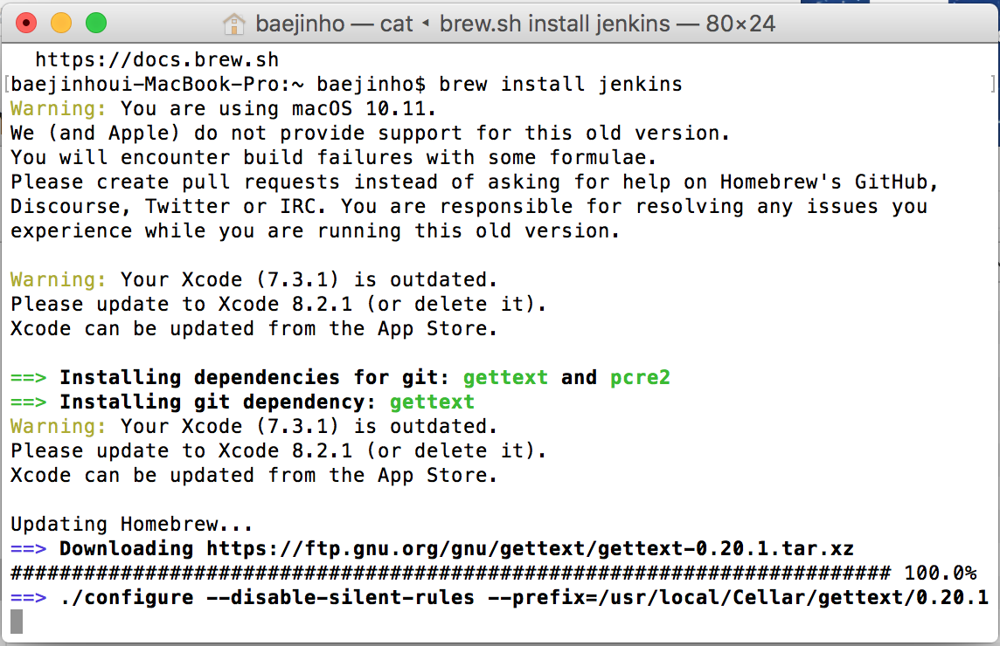 baejinho — cat ◂ brew.sh install jenkins — 80×24
https://docs.brew.sh
[baejinhoui-MacBook-Pro:~ baejinho$ brew install jenkins ]
Warning: You are using macOS 10.11.
We (and Apple) do not provide support for this old version.
You will encounter build failures with some formulae.
Please create pull requests instead of asking for help on Homebrew's GitHub,
Discourse, Twitter or IRC. You are responsible for resolving any issues you
experience while you are running this old version.
Warning: Your Xcode (7.3.1) is outdated.
Please update to Xcode 8.2.1 (or delete it).
Xcode can be updated from the App Store.
==> Installing dependencies for git: gettext and pcre2
==> Installing git dependency: gettext
Warning: Your Xcode (7.3.1) is outdated.
Please update to Xcode 8.2.1 (or delete it).
Xcode can be updated from the App Store.
Updating Homebrew...
==> Downloading https://ftp.gnu.org/gnu/gettext/gettext-0.20.1.tar.xz
######################################################################## 100.0%
==> ./configure --disable-silent-rules --prefix=/usr/local/Cellar/gettext/0.20.1